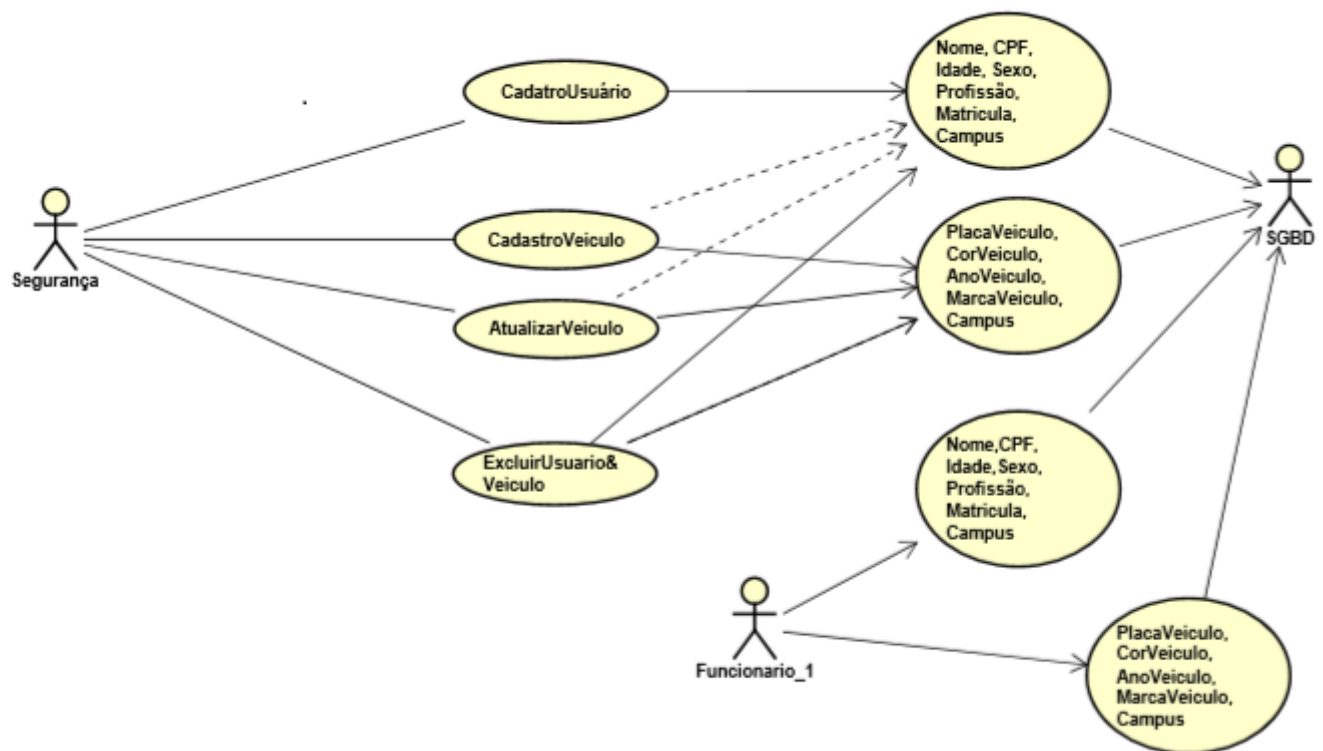 CadatroUsuário
Nome, CPF,
Idade, Sexo,
Profissão,
Matricula,
Campus
Segurança
CadastroVeiculo
PlacaVeiculo,
CorVeiculo,
AnoVeiculo,
MarcaVeiculo,
Campus
SGBD
AtualizarVeiculo
ExcluirUsuario&
Veiculo
Nome,CPF,
Idade,Sexo,
Profissão,
Matricula,
Campus
Funcionario_1
PlacaVeiculo,
CorVeiculo,
AnoVeiculo,
MarcaVeiculo,
Campus